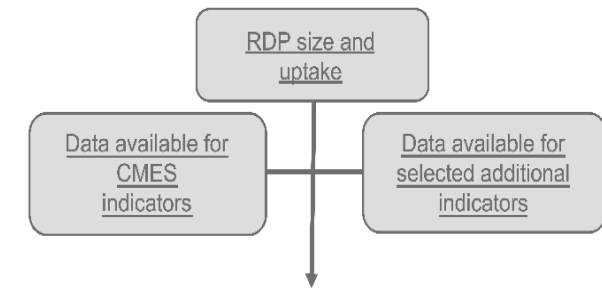 RDP size and
uptake
Data available for
CMES
indicators
Data available for
selected additional
indicators